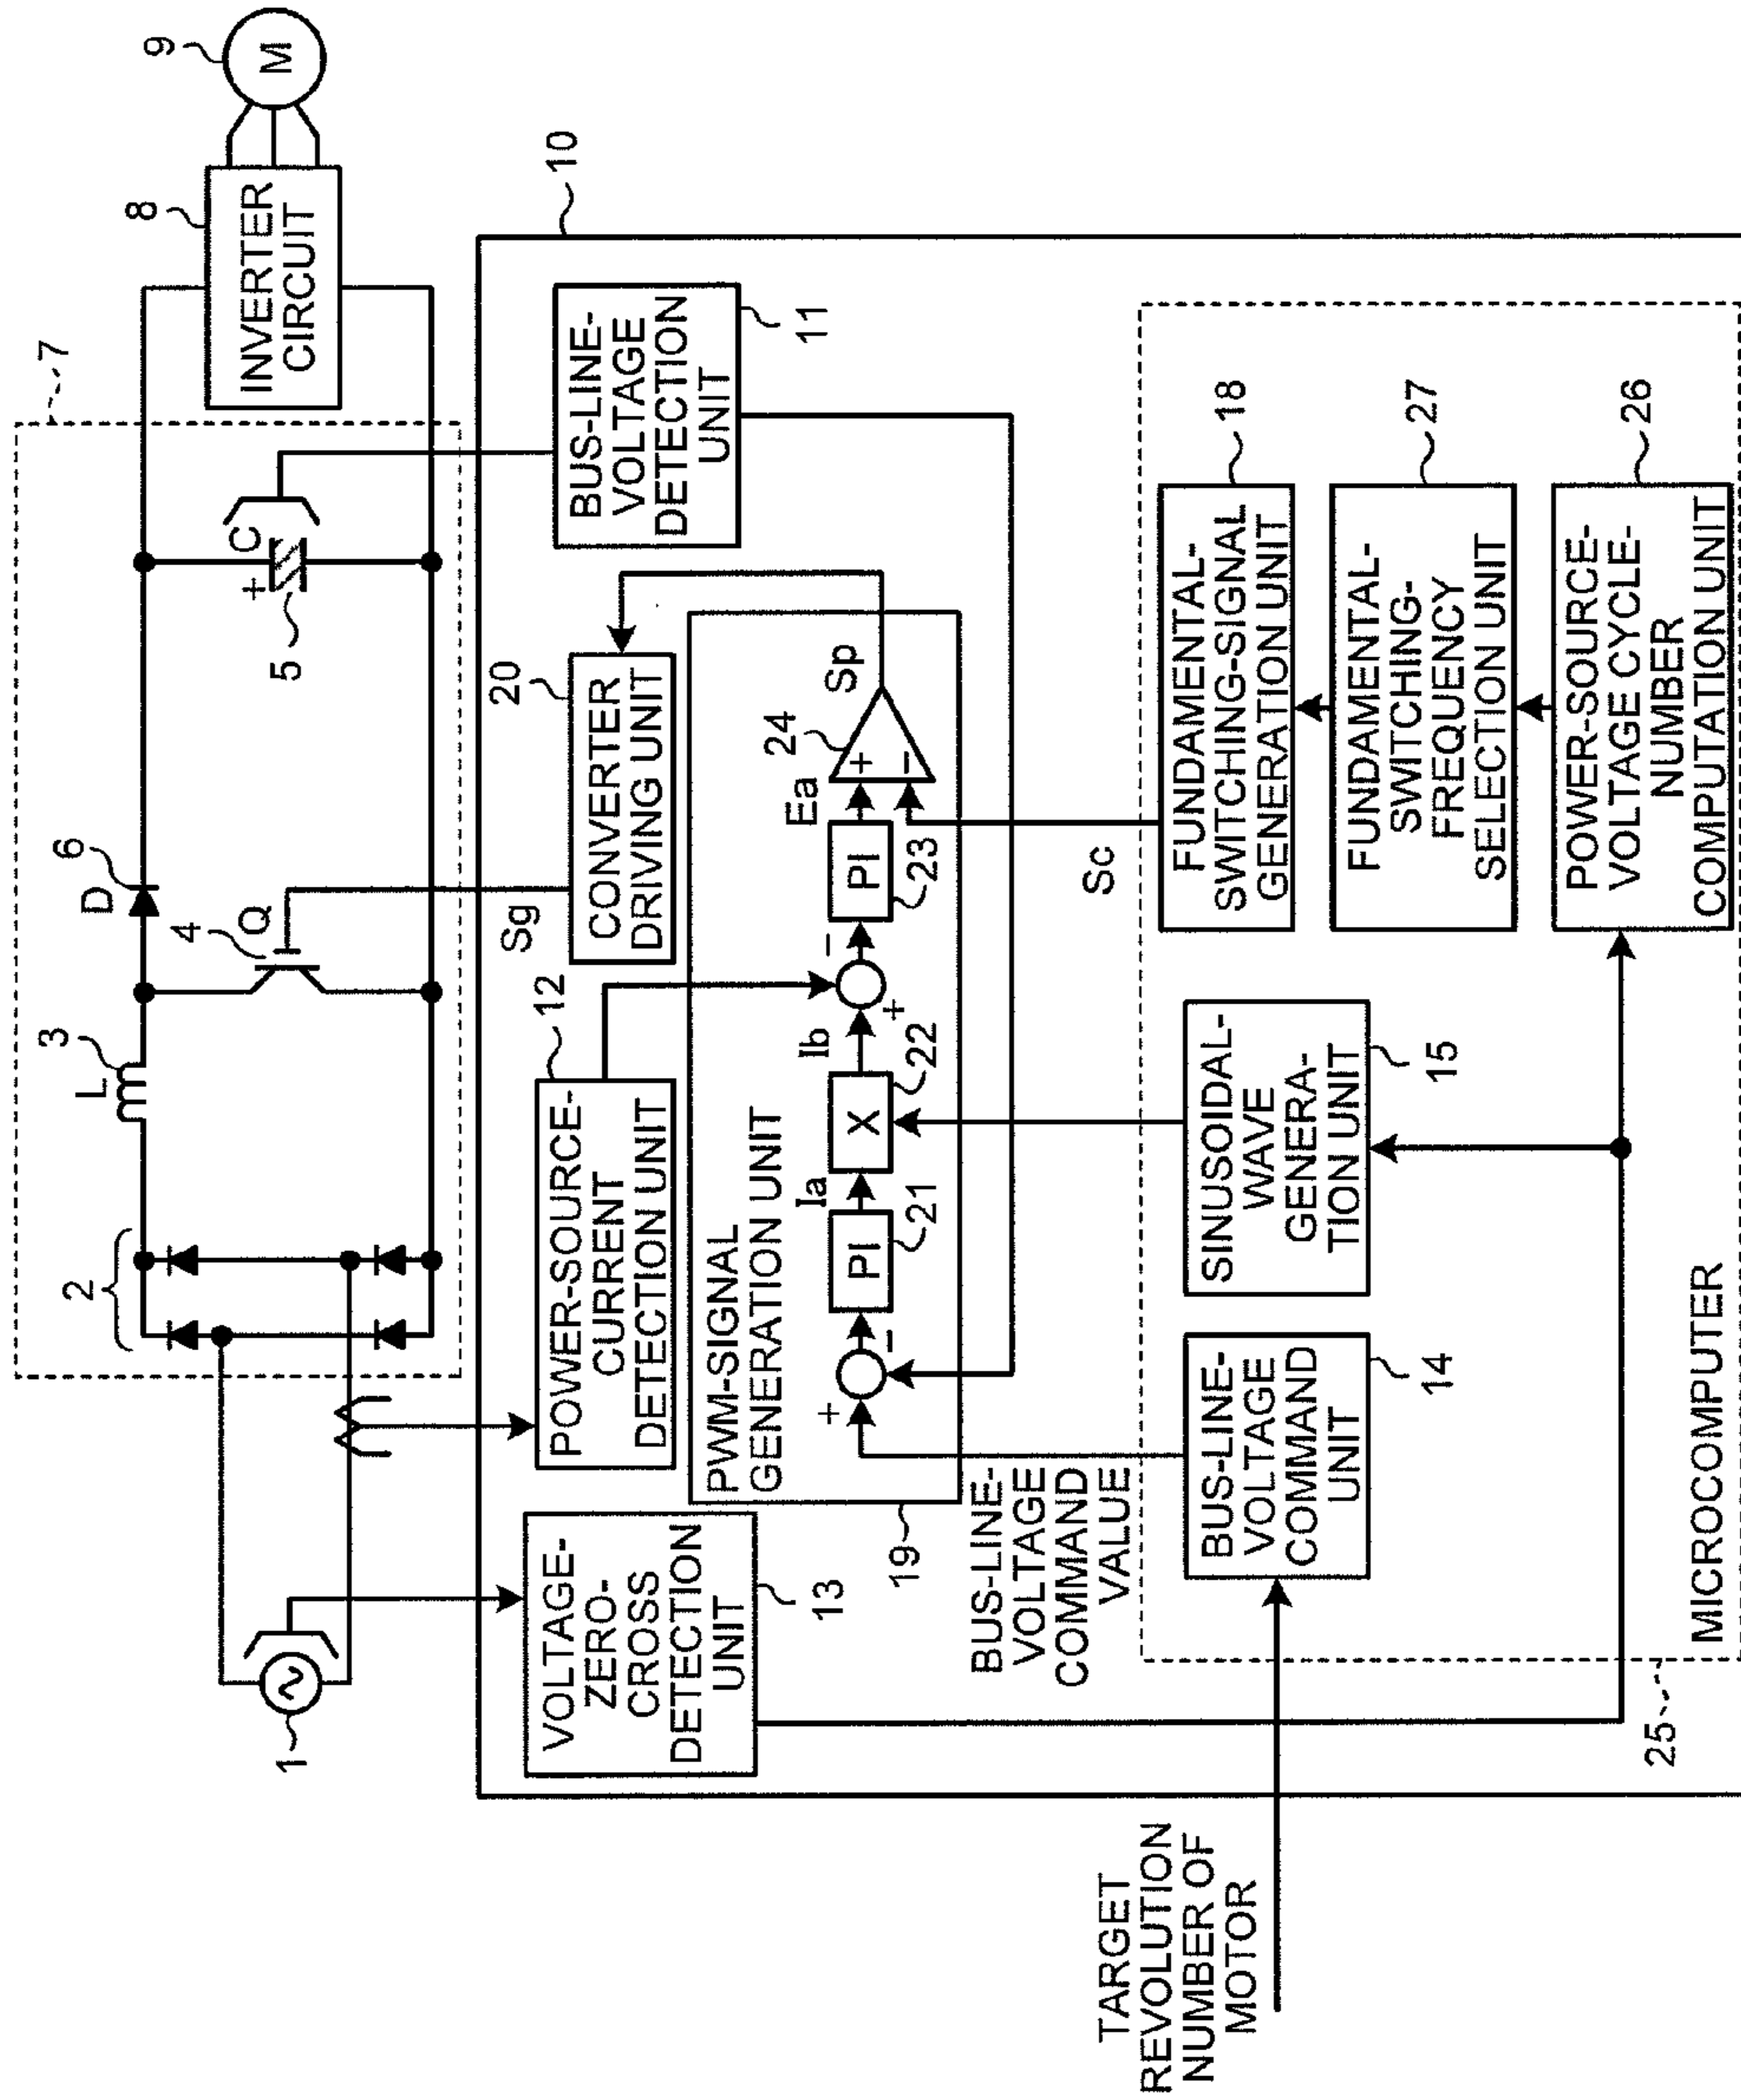 7
9
M
8
INVERTER
CIRCUIT
2
L
3
4
Q
D
6
+
C
5
1
Sg
10
VOLTAGE-
ZERO-
CROSS
DETECTION
UNIT
13
POWER-SOURCE-
CURRENT
DETECTION UNIT
12
CONVERTER
DRIVING UNIT
20
BUS-LINE-
VOLTAGE
DETECTION
UNIT
11
PWM-SIGNAL
GENERATION UNIT
19
+
−
PI
21
Ia
X
22
Ib
+
−
PI
23
Ea
+
−
24
Sp
BUS-LINE-
VOLTAGE
COMMAND
VALUE
Sc
TARGET
REVOLUTION
NUMBER OF
MOTOR
BUS-LINE-
VOLTAGE
COMMAND
UNIT
14
SINUSOIDAL-
WAVE
GENERA-
TION UNIT
15
FUNDAMENTAL-
SWITCHING-SIGNAL
GENERATION UNIT
18
FUNDAMENTAL-
SWITCHING-
FREQUENCY
SELECTION UNIT
27
POWER-SOURCE-
VOLTAGE CYCLE-
NUMBER
COMPUTATION UNIT
26
MICROCOMPUTER
25